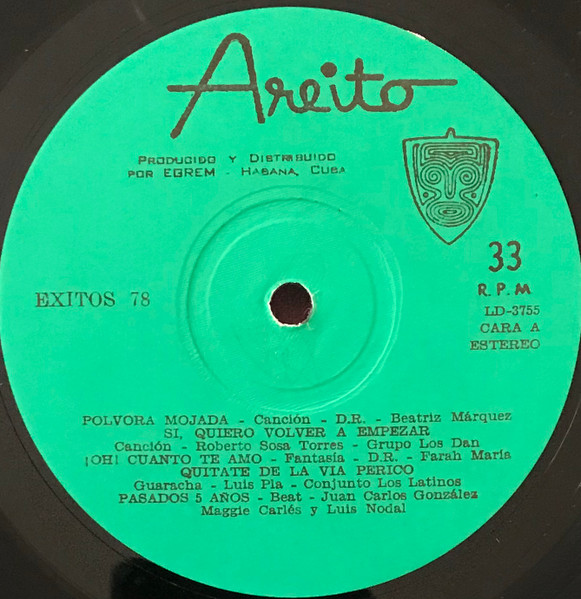 Areito
PRODUCIDO Y DISTRIBUIDO
POR EGREM - HABANA, CUBA
33
R.P.M
EXITOS 78
LD-3755
CARA A
ESTEREO
POLVORA MOJADA - Canción - D.R. - Beatriz Márquez
SI, QUIERO VOLVER A EMPEZAR
Canción - Roberto Sosa Torres - Grupo Los Dan
¡OH! CUANTO TE AMO - Fantasía - D.R. - Farah María
QUITATE DE LA VIA PERICO
Guaracha - Luis Pla - Conjunto Los Latinos
PASADOS 5 AÑOS - Beat - Juan Carlos González
Maggie Carlés y Luis Nodal